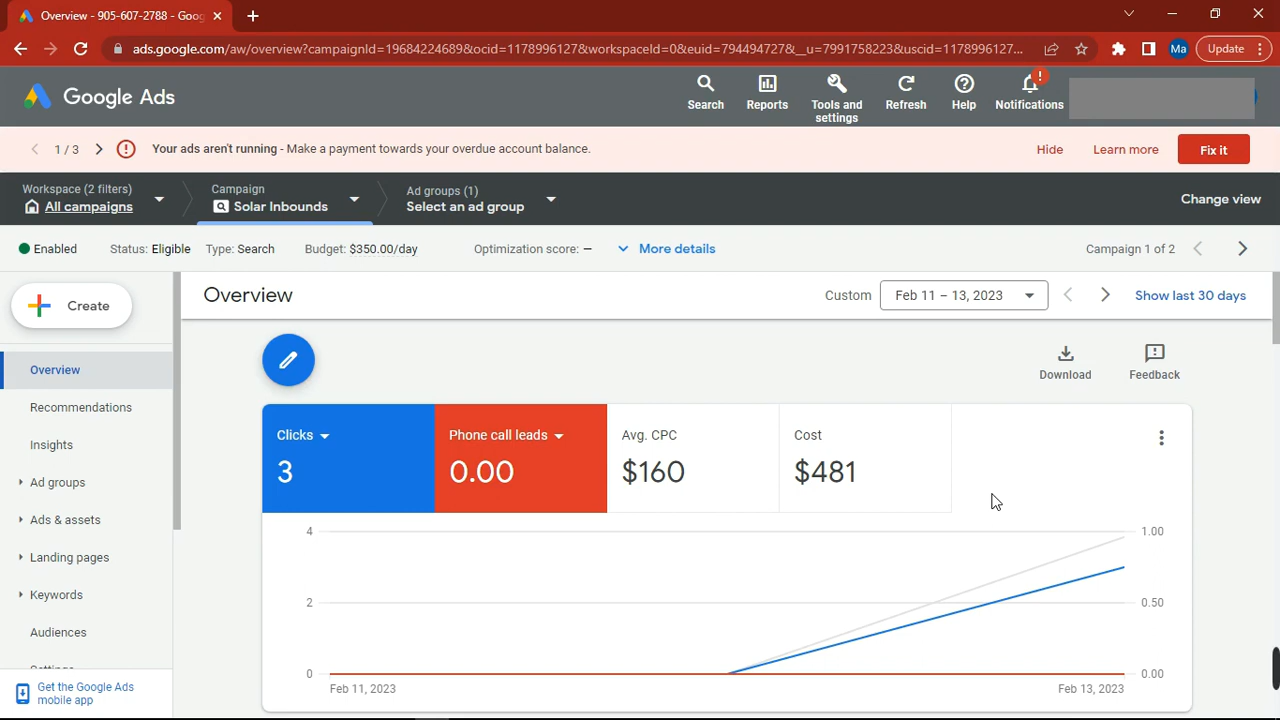 Overview - 905-607-2788 - Goog
ads.google.com/aw/overview?campaignId=19684224689&ocid=1178996127&workspaceId=0&euid=794494727&__u=7991758223&uscid=1178996127...
Ma
Update
Google Ads
Search
Reports
Tools and
settings
Refresh
Help
Notifications
1 / 3
Your ads aren't running - Make a payment towards your overdue account balance.
Hide
Learn more
Fix it
Workspace (2 filters)
All campaigns
Campaign
Solar Inbounds
Ad groups (1)
Select an ad group
Change view
Enabled
Status: Eligible
Type: Search
Budget: $350.00/day
Optimization score: –
More details
Campaign 1 of 2
Create
Overview
Custom
Feb 11 – 13, 2023
Show last 30 days
Overview
Recommendations
Insights
Ad groups
Ads & assets
Landing pages
Keywords
Audiences
Settings
Get the Google Ads
mobile app
Download
Feedback
Clicks
3
Phone call leads
0.00
Avg. CPC
$160
Cost
$481
4
2
0
1.00
0.50
0.00
Feb 11, 2023
Feb 13, 2023